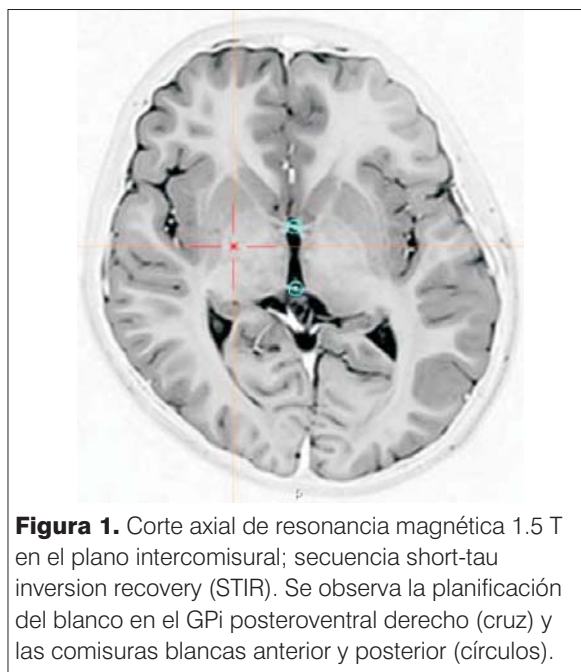 P
Figura 1. Corte axial de resonancia magnética 1.5 T
en el plano intercomisural; secuencia short-tau
inversion recovery (STIR). Se observa la planificación
del blanco en el GPi posteroventral derecho (cruz) y
las comisuras blancas anterior y posterior (círculos).